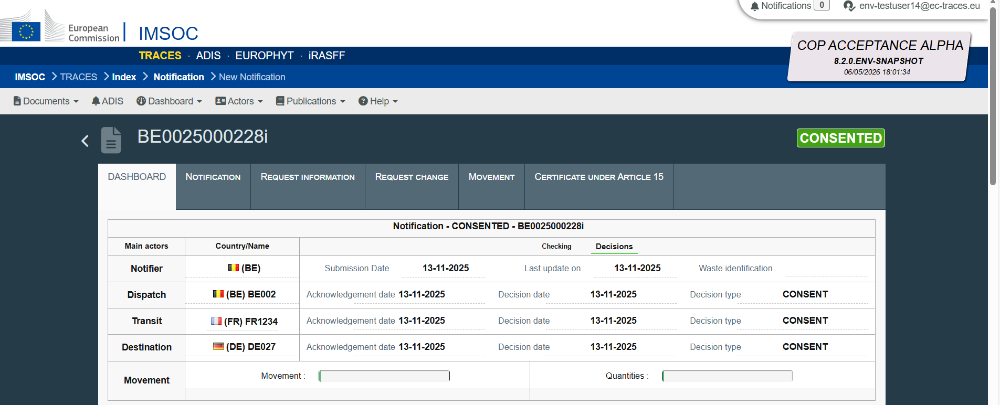 Notifications 0 env-testuser14@ec-traces.eu
European
Commission
IMSOC
COP ACCEPTANCE ALPHA
8.2.0.ENV-SNAPSHOT
06/05/2026 18:01:34
TRACES · ADIS · EUROPHYT · iRASFF
IMSOC TRACES Index Notification New Notification
Documents ADIS Dashboard Actors Publications Help
BE0025000228i
CONSENTED
DASHBOARD NOTIFICATION REQUEST INFORMATION REQUEST CHANGE MOVEMENT CERTIFICATE UNDER ARTICLE 15
Notification - CONSENTED - BE0025000228i
Main actors Country/Name Checking Decisions
Notifier (BE) Submission Date 13-11-2025 Last update on 13-11-2025 Waste identification
Dispatch (BE) BE002 Acknowledgement date 13-11-2025 Decision date 13-11-2025 Decision type CONSENT
Transit (FR) FR1234 Acknowledgement date 13-11-2025 Decision date 13-11-2025 Decision type CONSENT
Destination (DE) DE027 Acknowledgement date 13-11-2025 Decision date 13-11-2025 Decision type CONSENT
Movement Movement : Quantities :